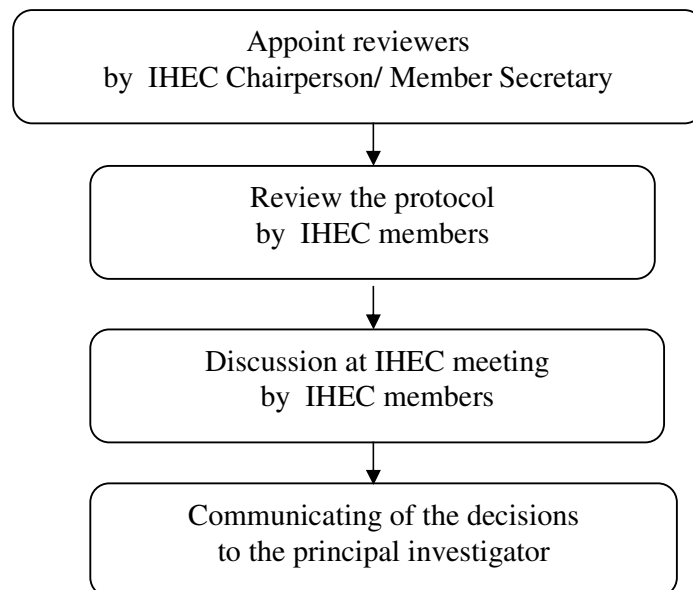 Appoint reviewers
by IHEC Chairperson/ Member Secretary
Review the protocol
by IHEC members
Discussion at IHEC meeting
by IHEC members
Communicating of the decisions
to the principal investigator